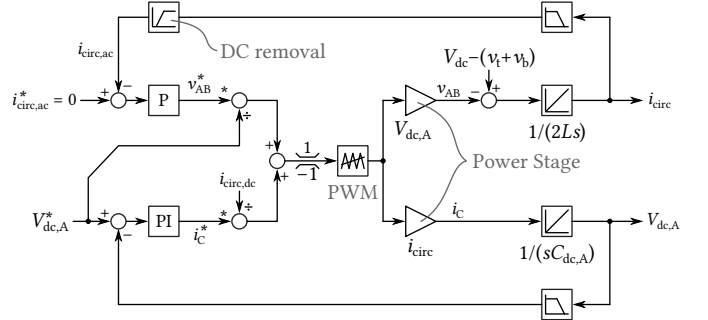 i_circ,ac
DC removal
V_dc−(v_t+v_b)
i*_circ,ac = 0
+
−
P
v*_AB
*
÷
v_AB
−
+
i_circ
V_dc,A
1/(2Ls)
+
+
1
−1
PWM
Power Stage
i_circ,dc
V*_dc,A
+
−
PI
i*_C
*
÷
i_C
i_circ
1/(sC_dc,A)
V_dc,A